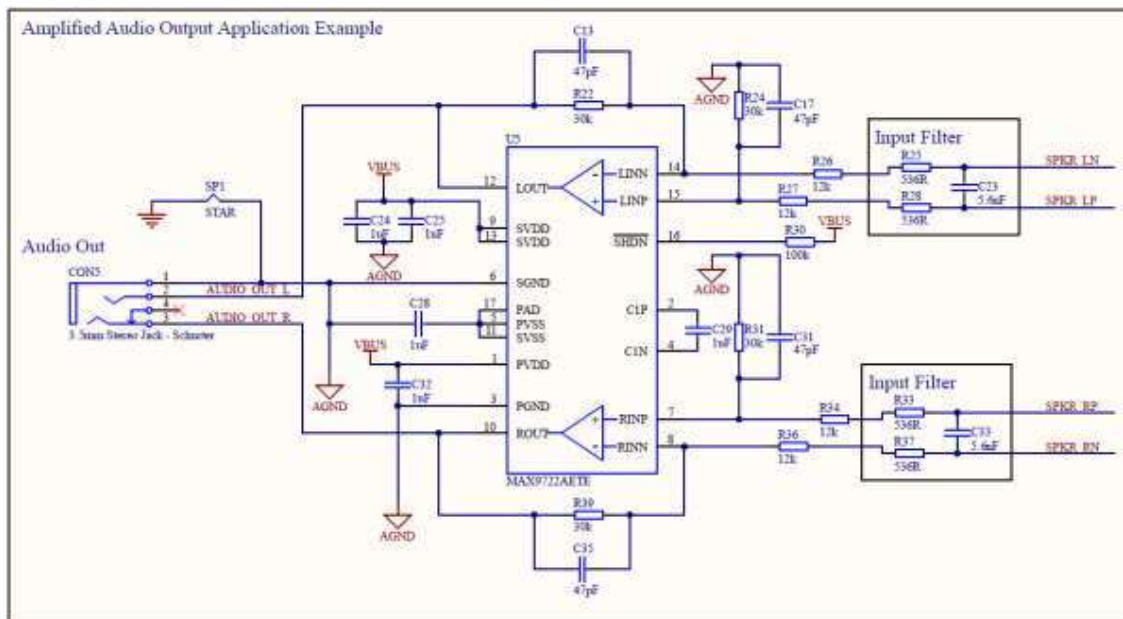 Amplified Audio Output Application Example
C13
47pF
R22
30k
AGND
R24
30k
C17
47pF
U5
Input Filter
VBUS
12
LOUT
LINN
14
R26
12k
R25
536R
SPKR_LN
C23
5.6nF
LINP
15
R27
12k
R28
536R
SPKR_LP
SP1
STAR
C24
1uF
C25
1uF
9
SVDD
13
SVDD
SHDN
16
R30
100k
VBUS
AGND
Audio Out
CON5
1
2
4
3
AUDIO_OUT_L
AUDIO_OUT_R
3.5mm Stereo Jack - Schurter
6
SGND
AGND
C28
1uF
17
PAD
5
PVSS
11
SVSS
C1P
2
C1N
4
C29
1uF
R31
30k
C31
47pF
VBUS
1
PVDD
C32
1uF
AGND
3
PGND
Input Filter
10
ROUT
RINP
7
R34
12k
R33
536R
SPKR_RP
C33
5.6nF
RINN
8
R36
12k
R37
536R
SPKR_RN
MAX9722AETE
AGND
R39
30k
C35
47pF